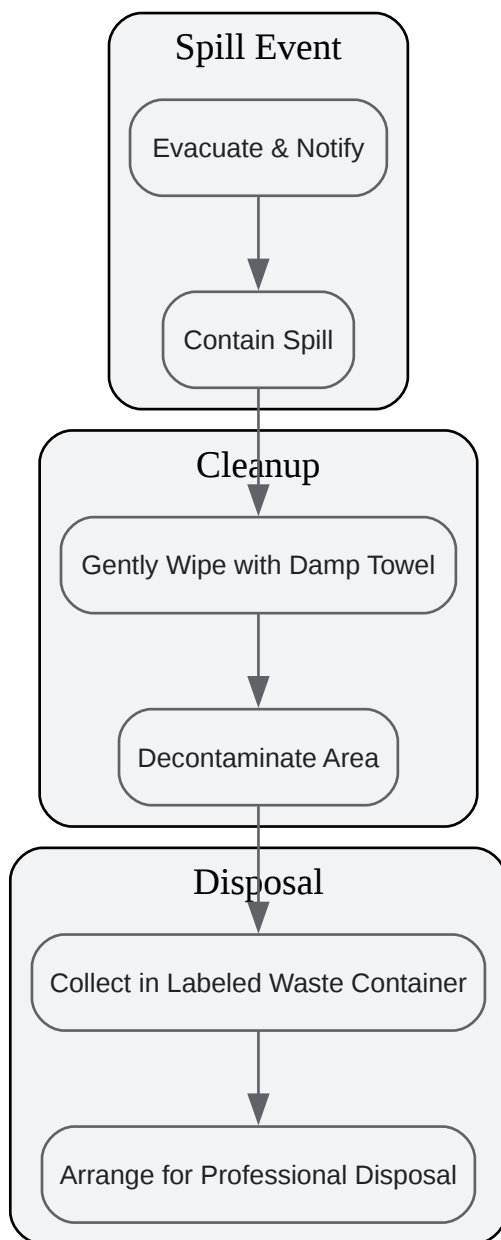 Spill Event
Evacuate & Notify
Contain Spill
Cleanup
Gently Wipe with Damp Towel
Decontaminate Area
Disposal
Collect in Labeled Waste Container
Arrange for Professional Disposal